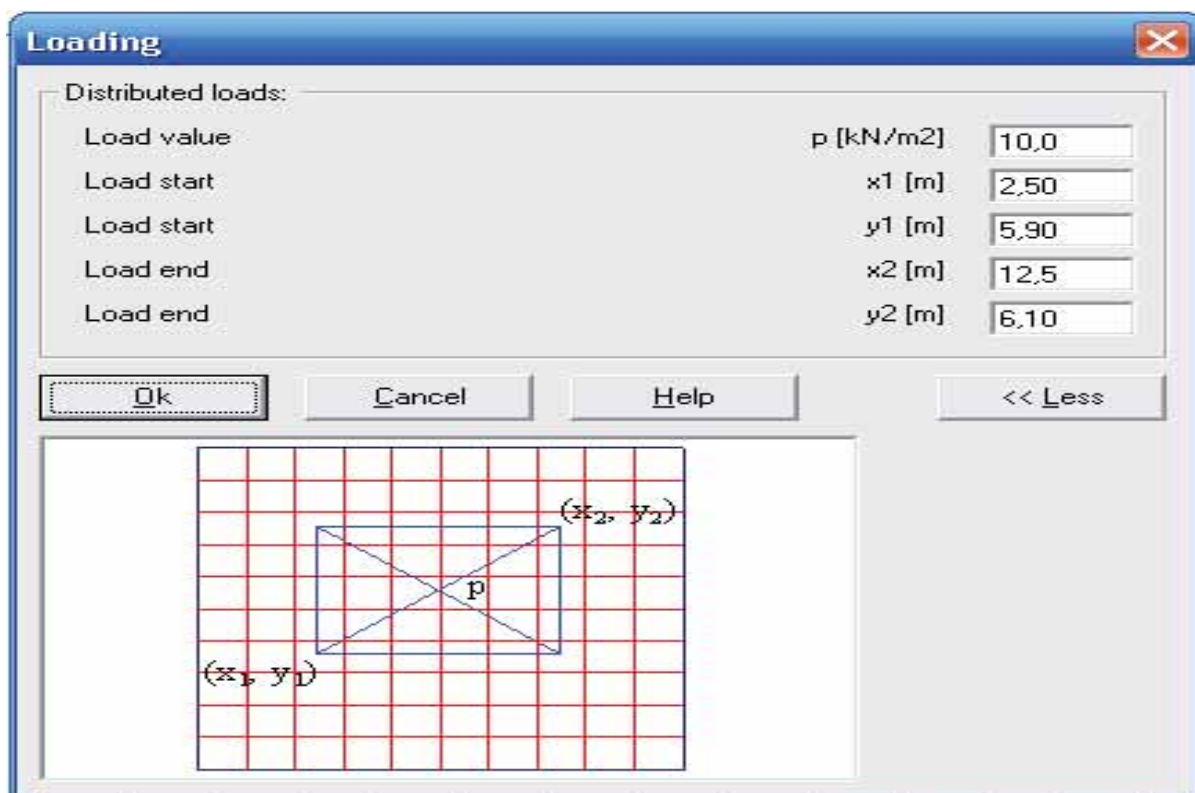 Loading
Distributed loads:
Load value p [kN/m2] 10,0
Load start x1 [m] 2,50
Load start y1 [m] 5,90
Load end x2 [m] 12,5
Load end y2 [m] 6,10
Ok Cancel Help << Less
(x₂, y₂)
p
(x₁, y₁)